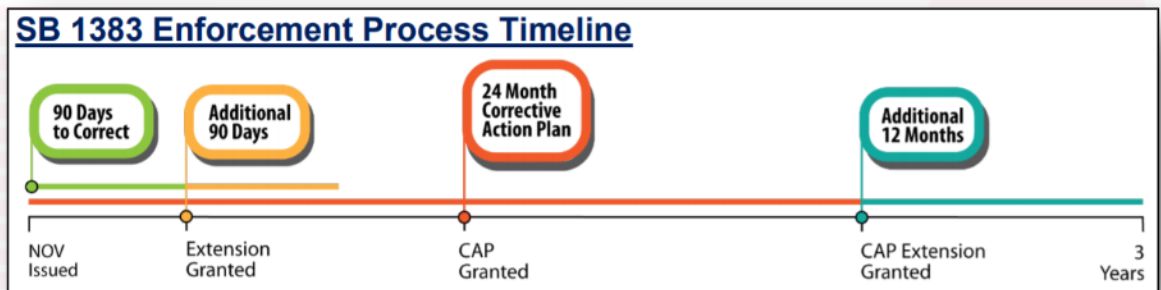 SB 1383 Enforcement Process Timeline
90 Days
to Correct
Additional
90 Days
24 Month
Corrective
Action Plan
Additional
12 Months
NOV
Issued
Extension
Granted
CAP
Granted
CAP Extension
Granted
3
Years